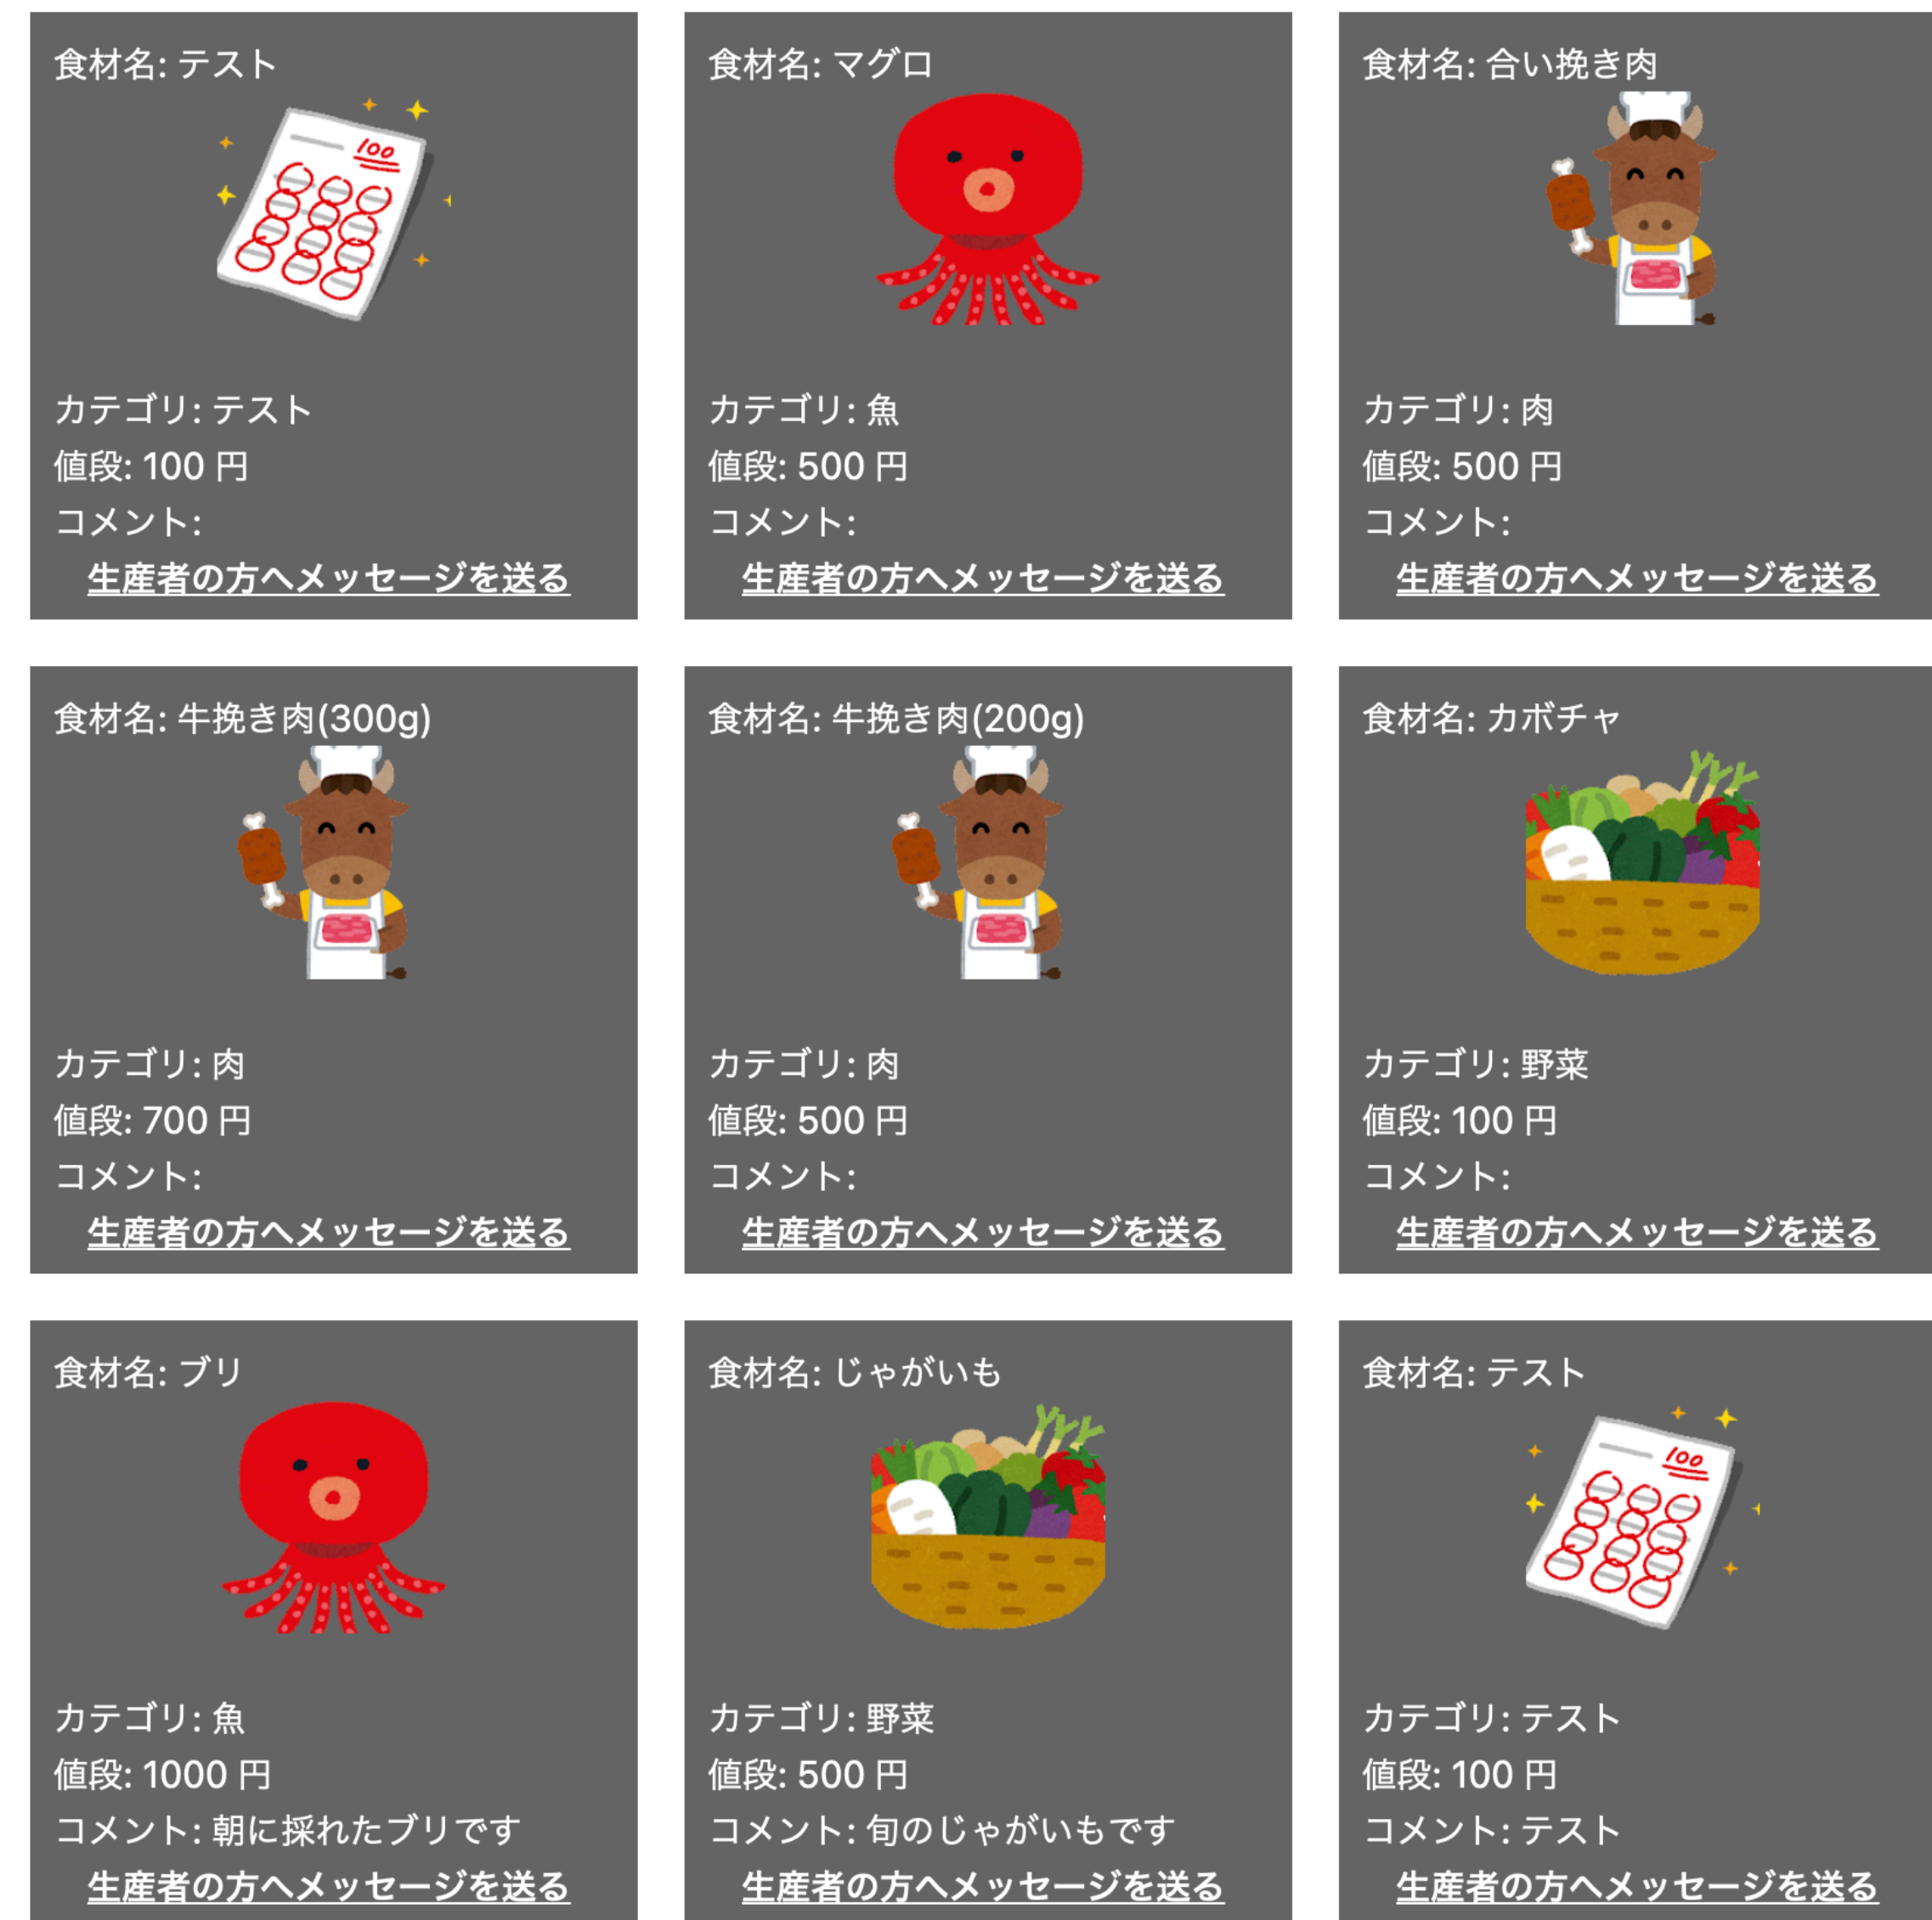 食材名: テスト
100
カテゴリ: テスト
値段: 100 円
コメント:
生産者の方へメッセージを送る
食材名: マグロ
カテゴリ: 魚
値段: 500 円
コメント:
生産者の方へメッセージを送る
食材名: 合い挽き肉
カテゴリ: 肉
値段: 500 円
コメント:
生産者の方へメッセージを送る
食材名: 牛挽き肉(300g)
カテゴリ: 肉
値段: 700 円
コメント:
生産者の方へメッセージを送る
食材名: 牛挽き肉(200g)
カテゴリ: 肉
値段: 500 円
コメント:
生産者の方へメッセージを送る
食材名: カボチャ
カテゴリ: 野菜
値段: 100 円
コメント:
生産者の方へメッセージを送る
食材名: ブリ
カテゴリ: 魚
値段: 1000 円
コメント: 朝に採れたブリです
生産者の方へメッセージを送る
食材名: じゃがいも
カテゴリ: 野菜
値段: 500 円
コメント: 旬のじゃがいもです
生産者の方へメッセージを送る
食材名: テスト
100
カテゴリ: テスト
値段: 100 円
コメント: テスト
生産者の方へメッセージを送る